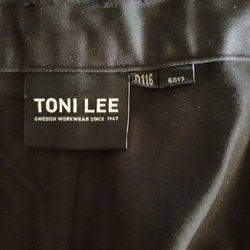 TONI LEE
SWEDISH WORKWEAR SINCE 1947
D116
5012